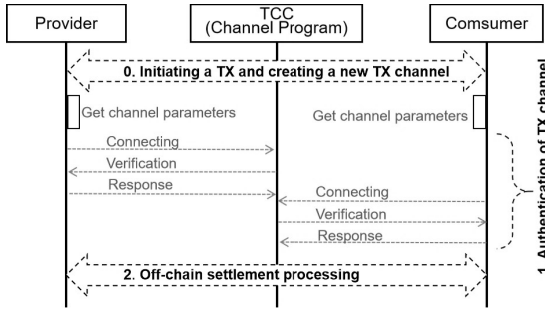 Provider
TCC
(Channel Program)
Comsumer
0. Initiating a TX and creating a new TX channel
Get channel parameters
Get channel parameters
Connecting
Verification
Response
Connecting
Verification
Response
1. Authentication of TX channel
2. Off-chain settlement processing